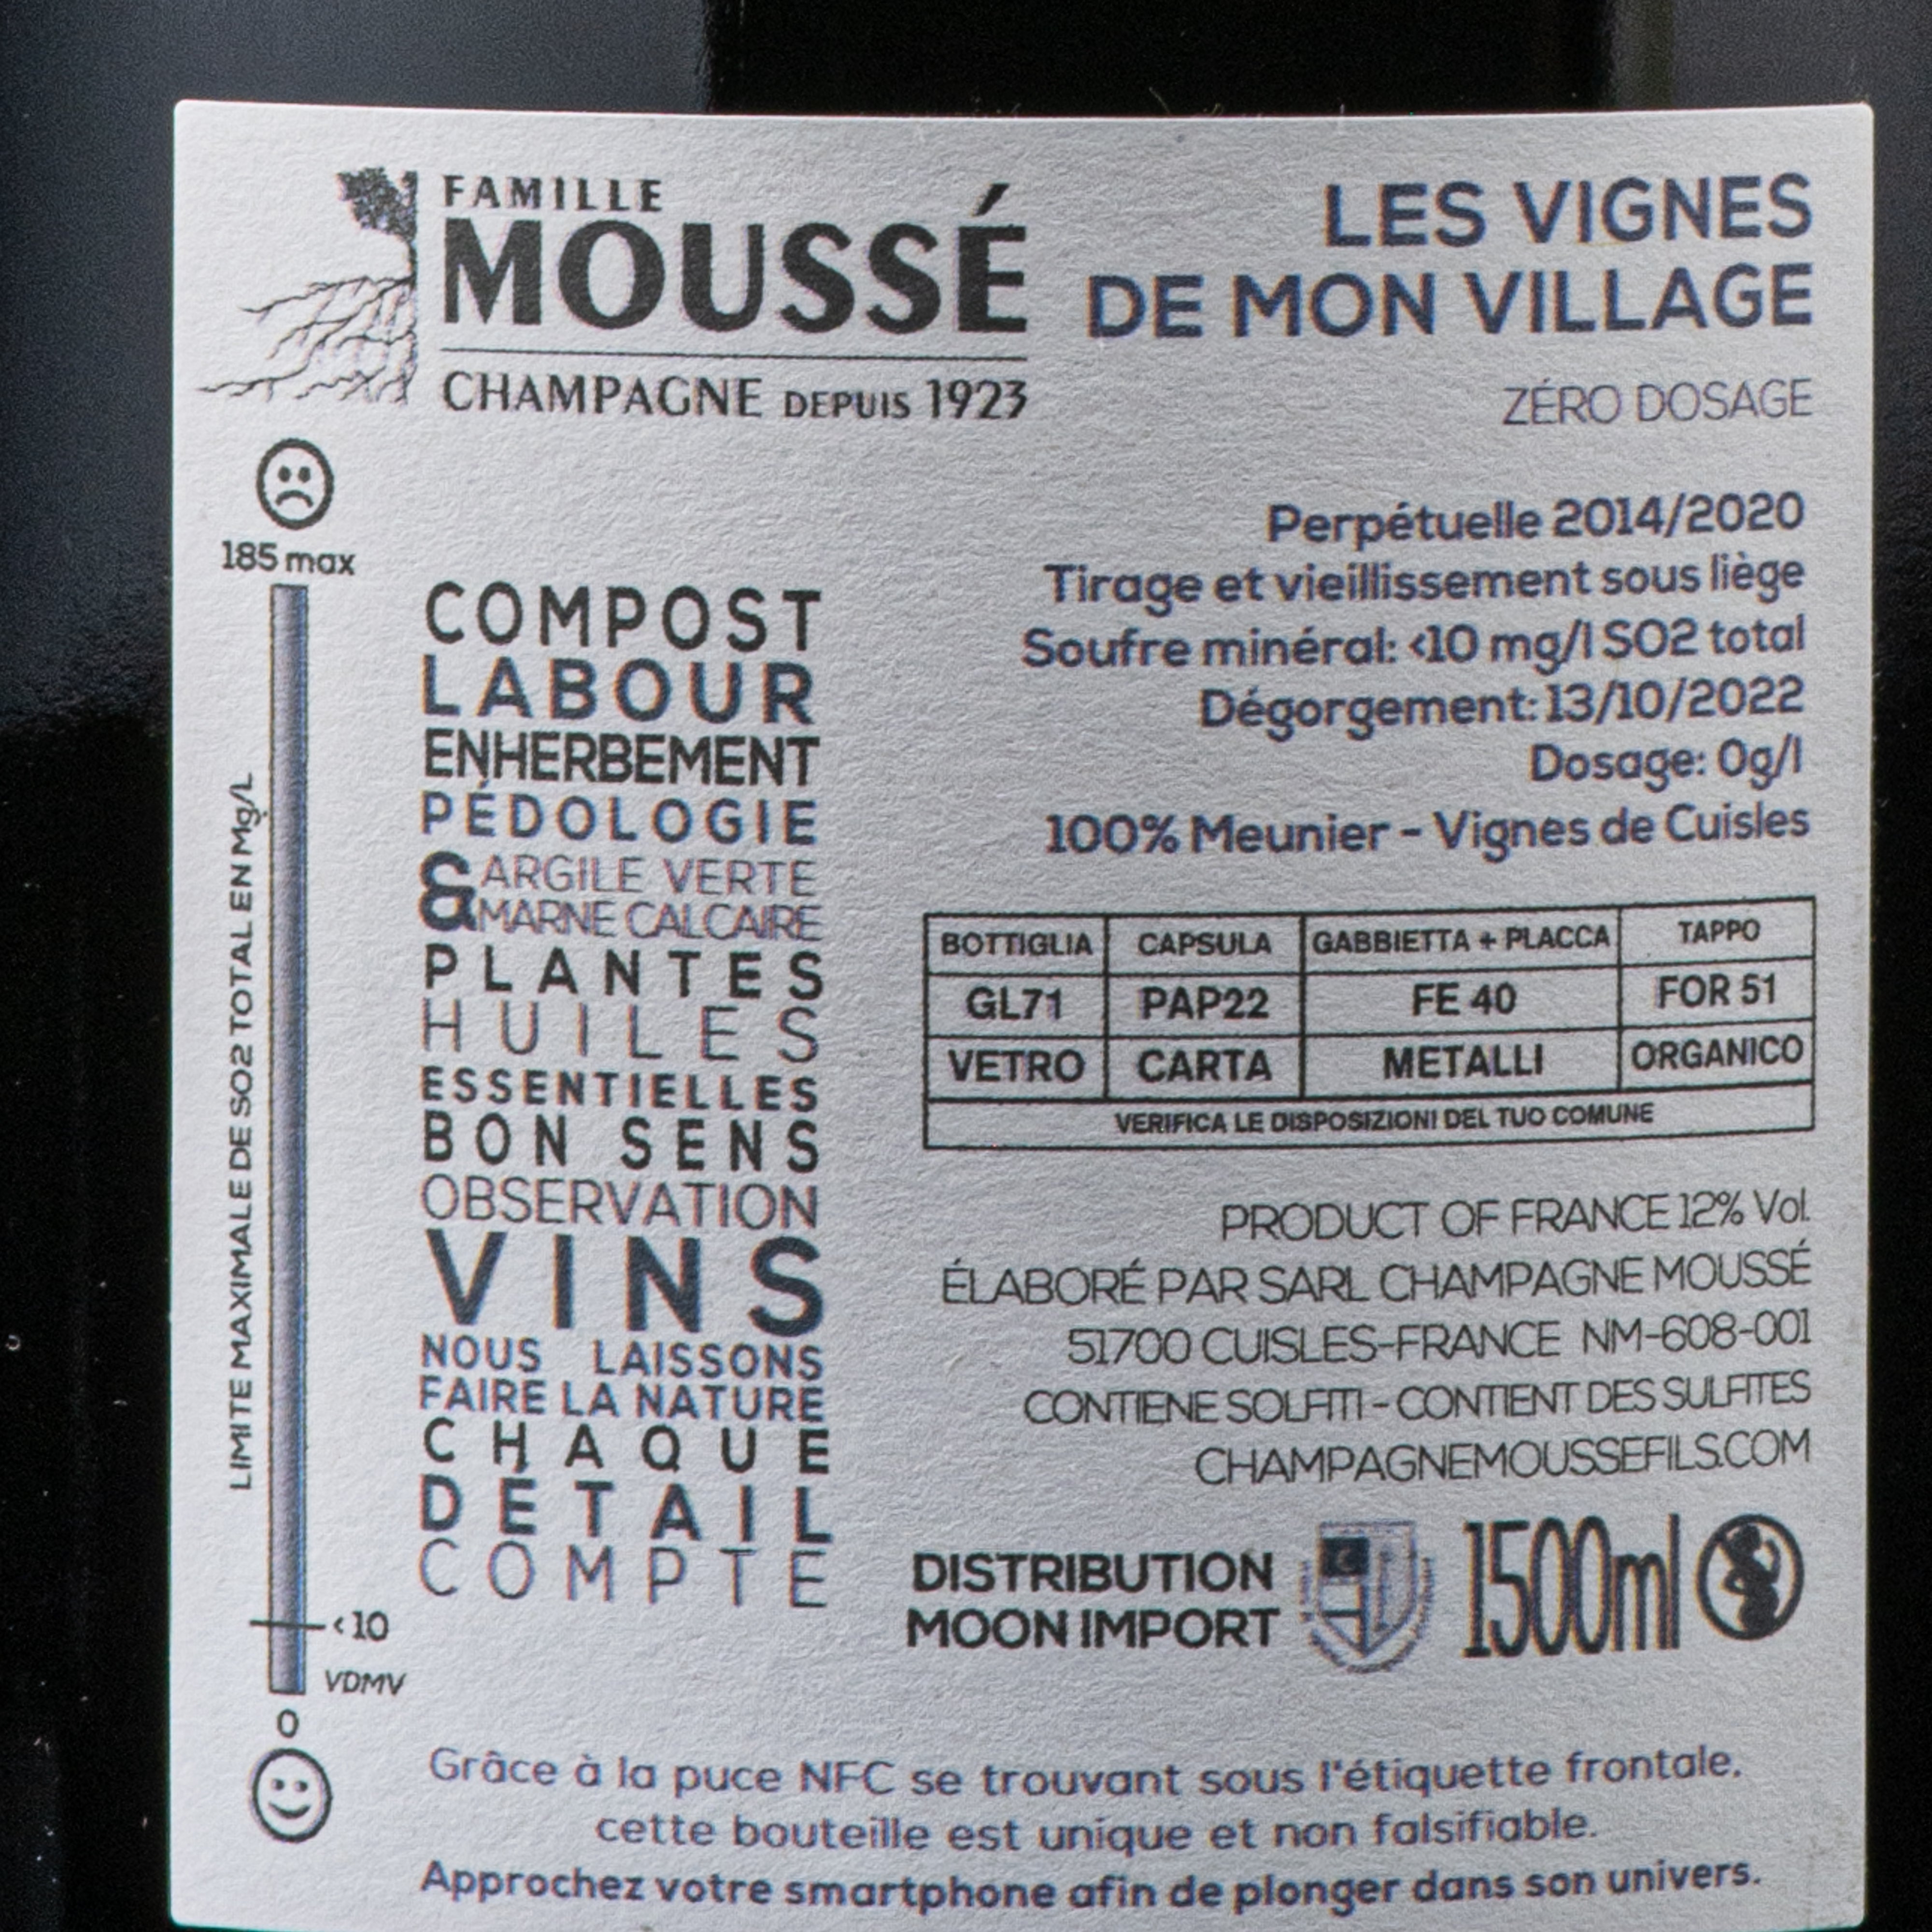 FAMILLE
MOUSSÉ
CHAMPAGNE DEPUIS 1923
LES VIGNES
DE MON VILLAGE
ZÉRO DOSAGE
185 max
LIMITE MAXIMALE DE SO2 TOTAL EN Mg/L
<10
VDMV
0
COMPOST
LABOUR
ENHERBEMENT
PÉDOLOGIE
& ARGILE VERTE
MARNE CALCAIRE
PLANTES
HUILES
ESSENTIELLES
BON SENS
OBSERVATION
VINS
NOUS LAISSONS
FAIRE LA NATURE
CHAQUE
DÉTAIL
COMPTE
Perpétuelle 2014/2020
Tirage et vieillissement sous liège
Soufre minéral: <10 mg/l SO2 total
Dégorgement: 13/10/2022
Dosage: 0g/l
100% Meunier - Vignes de Cuisles
BOTTIGLIA CAPSULA GABBIETTA + PLACCA TAPPO
GL71 PAP22 FE 40 FOR 51
VETRO CARTA METALLI ORGANICO
VERIFICA LE DISPOSIZIONI DEL TUO COMUNE
PRODUCT OF FRANCE 12% Vol.
ÉLABORÉ PAR SARL CHAMPAGNE MOUSSÉ
51700 CUISLES-FRANCE NM-608-001
CONTIENE SOLFITI - CONTIENT DES SULFITES
CHAMPAGNEMOUSSEFILS.COM
DISTRIBUTION
MOON IMPORT
1500ml
Grâce à la puce NFC se trouvant sous l'étiquette frontale,
cette bouteille est unique et non falsifiable.
Approchez votre smartphone afin de plonger dans son univers.